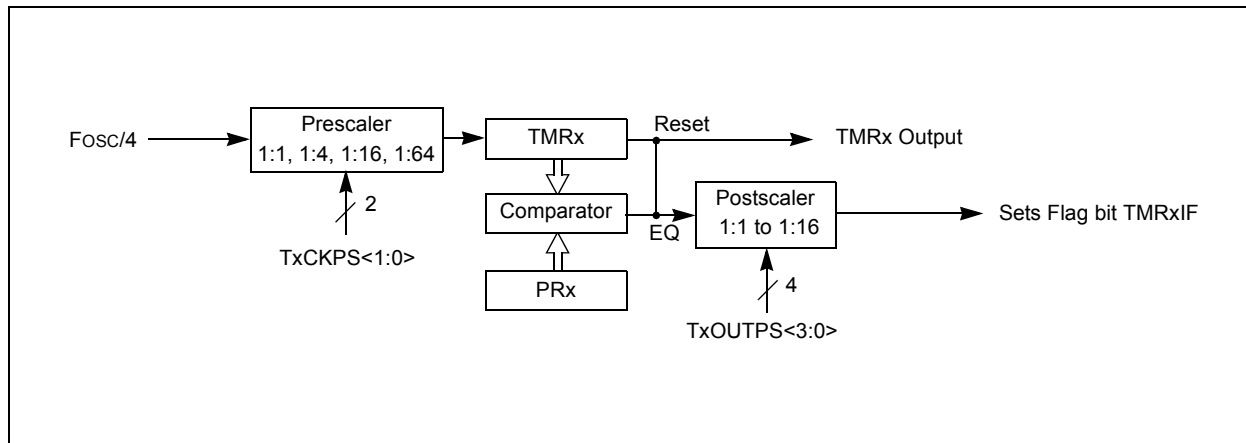 Fosc/4
Prescaler
1:1, 1:4, 1:16, 1:64
2
TxCKPS<1:0>
TMRx
Reset
TMRx Output
Comparator
EQ
Postscaler
1:1 to 1:16
Sets Flag bit TMRxIF
PRx
4
TxOUTPS<3:0>